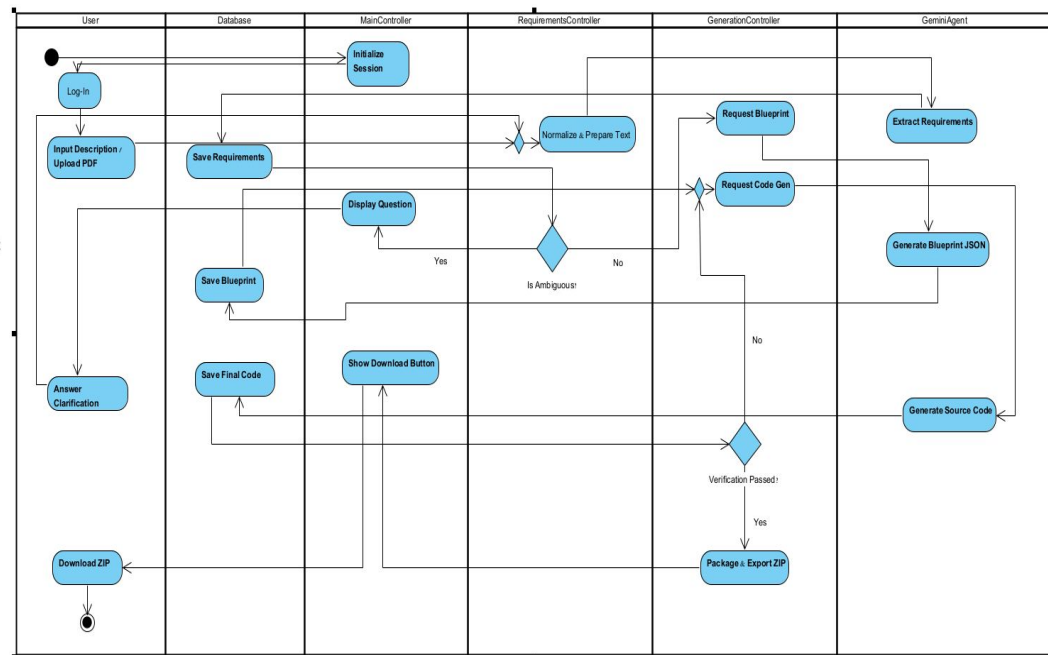 User
Database
MainController
RequirementsController
GenerationController
GeminiAgent
Initialize
Session
Log-In
Request Blueprint
Extract Requirements
Normalize & Prepare Text
Input Description /
Upload PDF
Save Requirements
Request Code Gen
Display Question
Generate Blueprint JSON
Yes
No
Save Blueprint
Is Ambiguous?
No
Save Final Code
Show Download Button
Answer
Clarification
Generate Source Code
Verification Passed?
Yes
Download ZIP
Package & Export ZIP